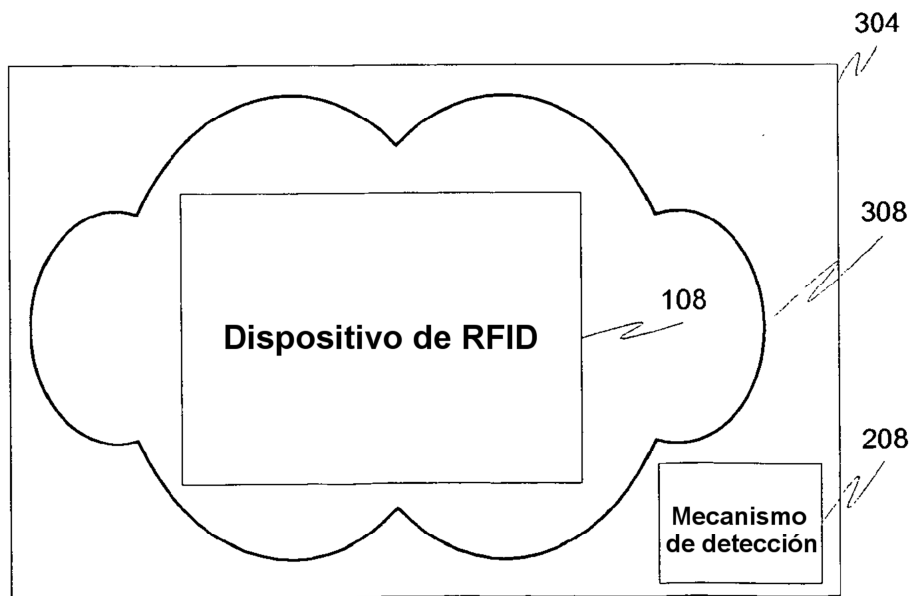 304
308
108
Dispositivo de RFID
208
Mecanismo
de detección